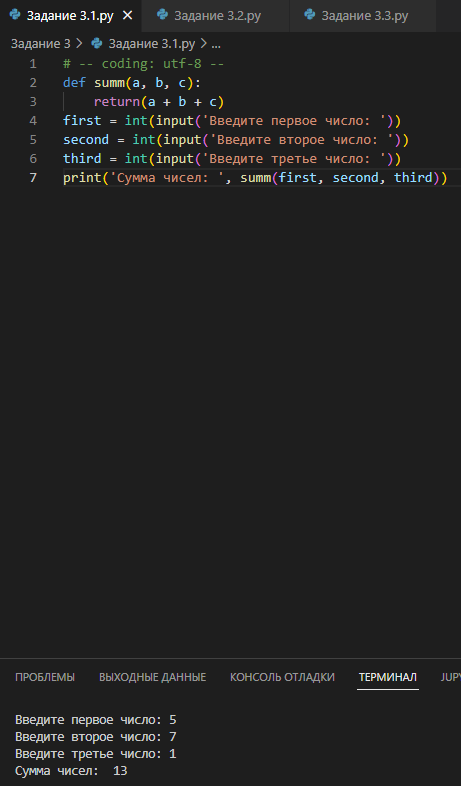 Задание 3.1.py Задание 3.2.py Задание 3.3.py
Задание 3 > Задание 3.1.py > ...
1 # -- coding: utf-8 --
2 def summ(a, b, c):
3     return(a + b + c)
4 first = int(input('Введите первое число: '))
5 second = int(input('Введите второе число: '))
6 third = int(input('Введите третье число: '))
7 print('Сумма чисел: ', summ(first, second, third))
ПРОБЛЕМЫ ВЫХОДНЫЕ ДАННЫЕ КОНСОЛЬ ОТЛАДКИ ТЕРМИНАЛ JUPY
Введите первое число: 5
Введите второе число: 7
Введите третье число: 1
Сумма чисел:  13